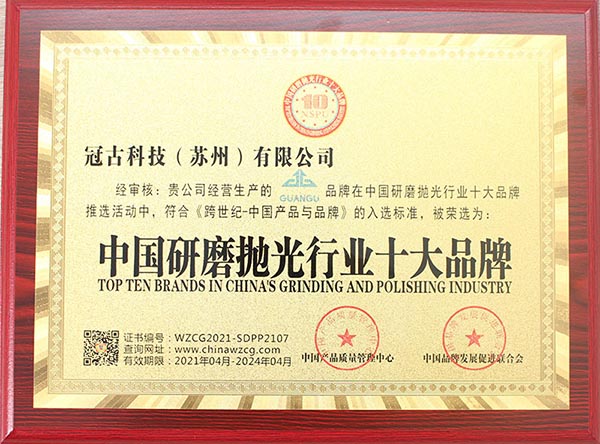 10
NSPU
冠古科技（苏州）有限公司
经审核：贵公司经营生产的 GUANGU 品牌在中国研磨抛光行业十大品牌
推选活动中，符合《跨世纪-中国产品与品牌》的入选标准，被荣选为：
中国研磨抛光行业十大品牌
TOP TEN BRANDS IN CHINA'S GRINDING AND POLISHING INDUSTRY
证书编号：WZCG2021-SDPP2107
查询网址：www.chinawzcg.com
有效期限：2021年04月-2024年04月
中国产品质量管理中心
中国品牌发展促进联合会